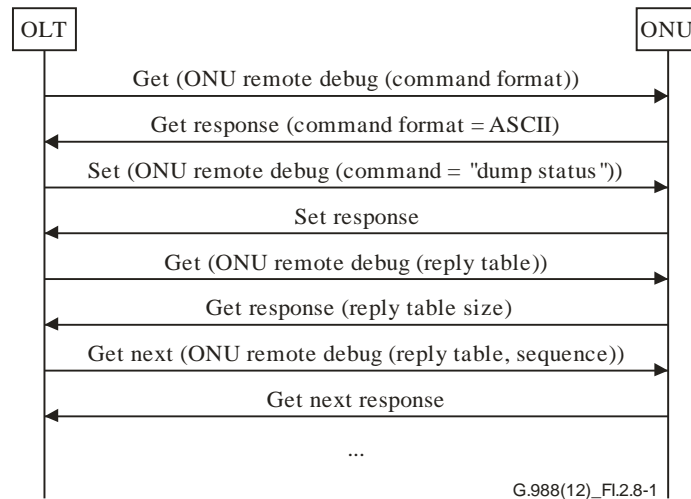 OLT
ONU
Get (ONU remote debug (command format))
Get response (command format = ASCII)
Set (ONU remote debug (command = "dump status"))
Set response
Get (ONU remote debug (reply table))
Get response (reply table size)
Get next (ONU remote debug (reply table, sequence))
Get next response
...
G.988(12)_FI.2.8-1